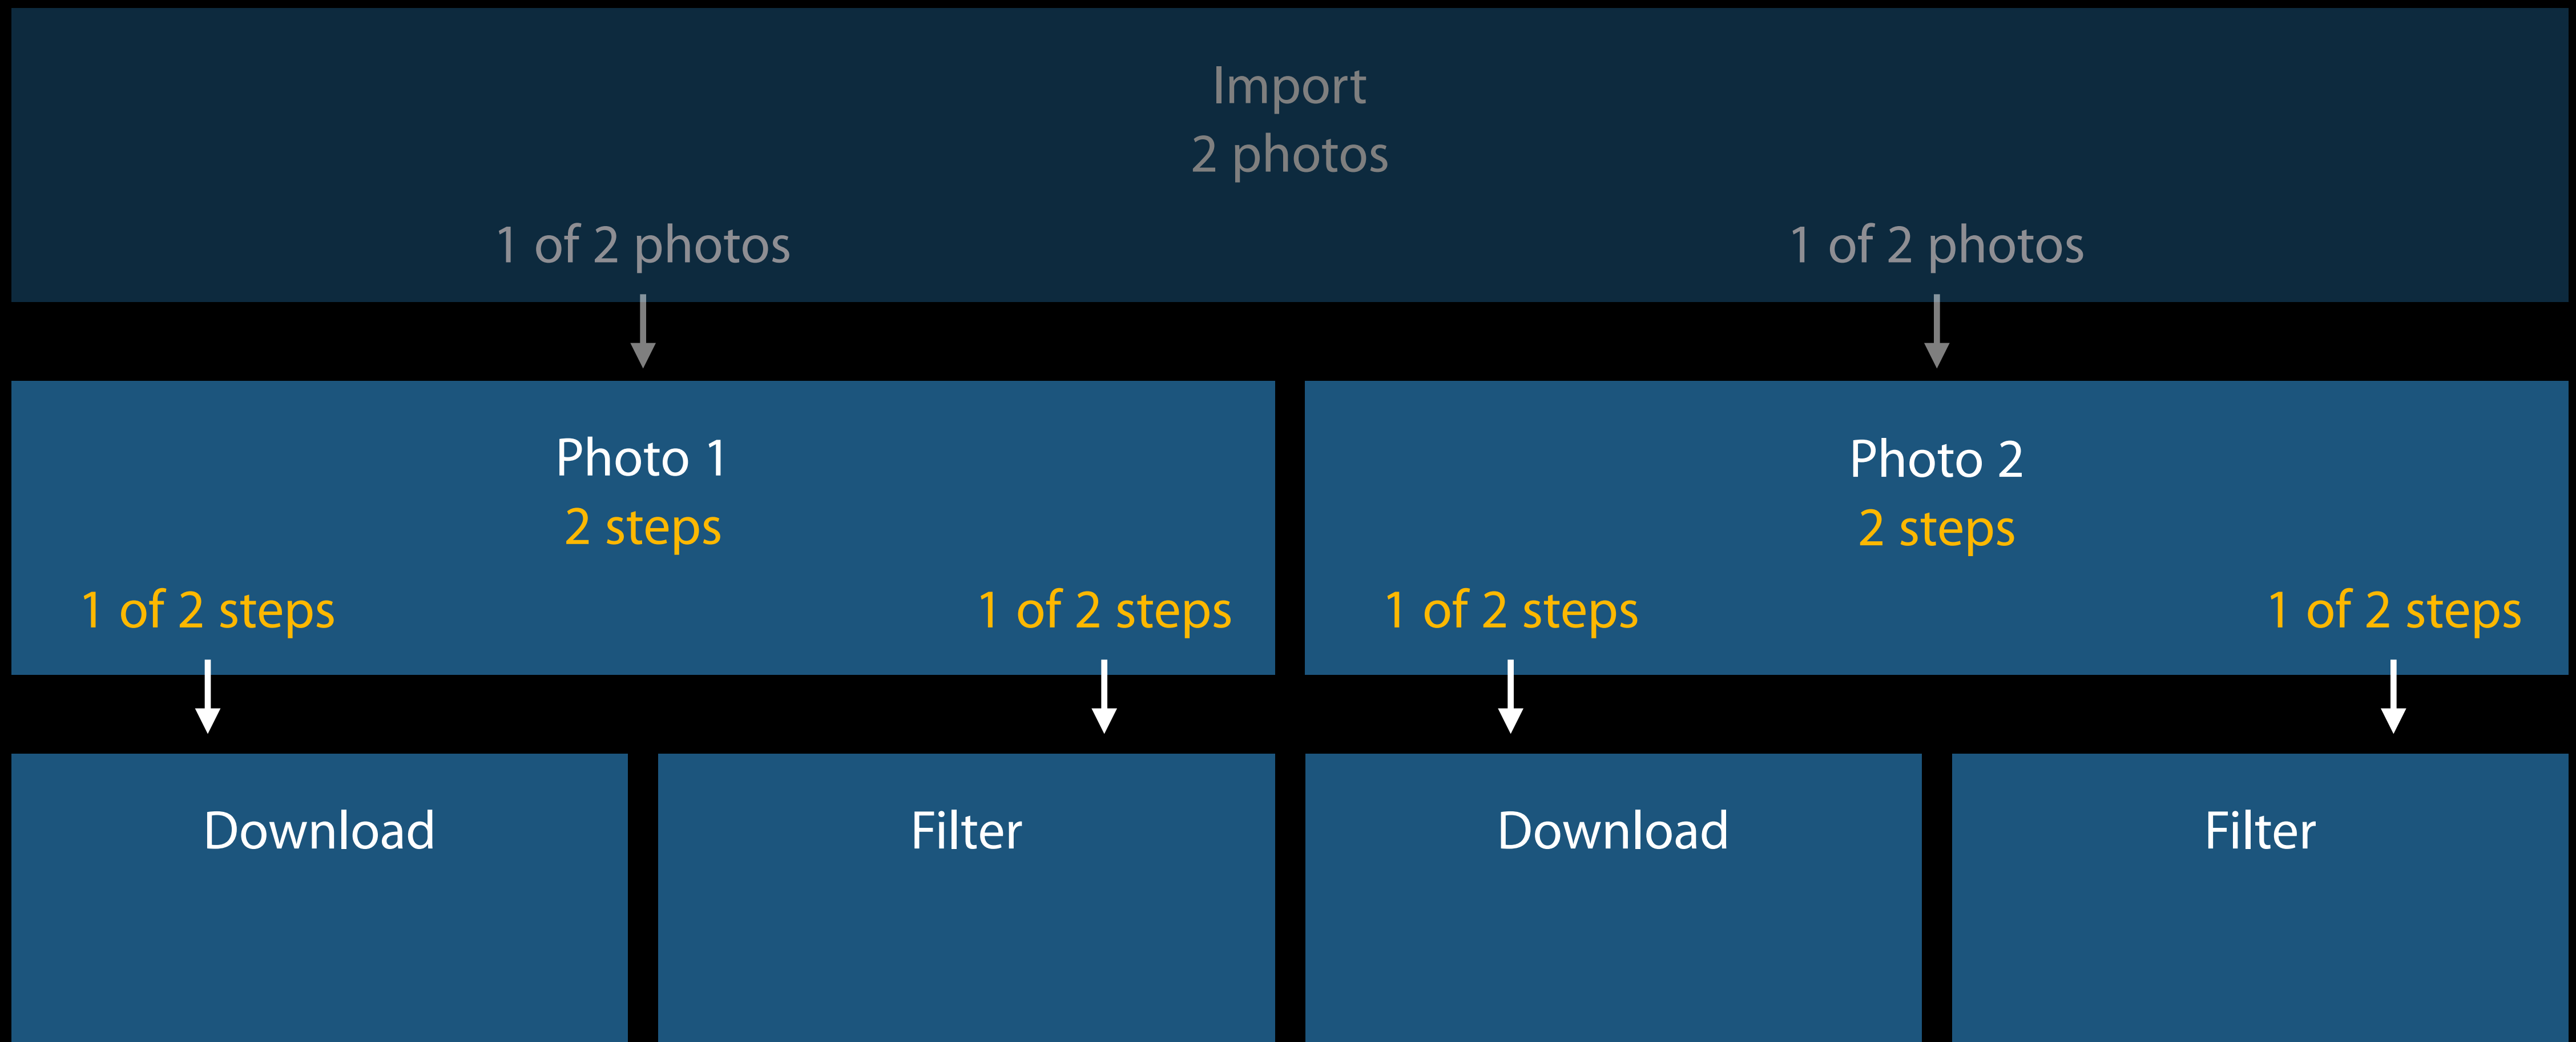 Import
2 photos
1 of 2 photos
1 of 2 photos
Photo 1
2 steps
1 of 2 steps
1 of 2 steps
Photo 2
2 steps
1 of 2 steps
1 of 2 steps
Download
Filter
Download
Filter